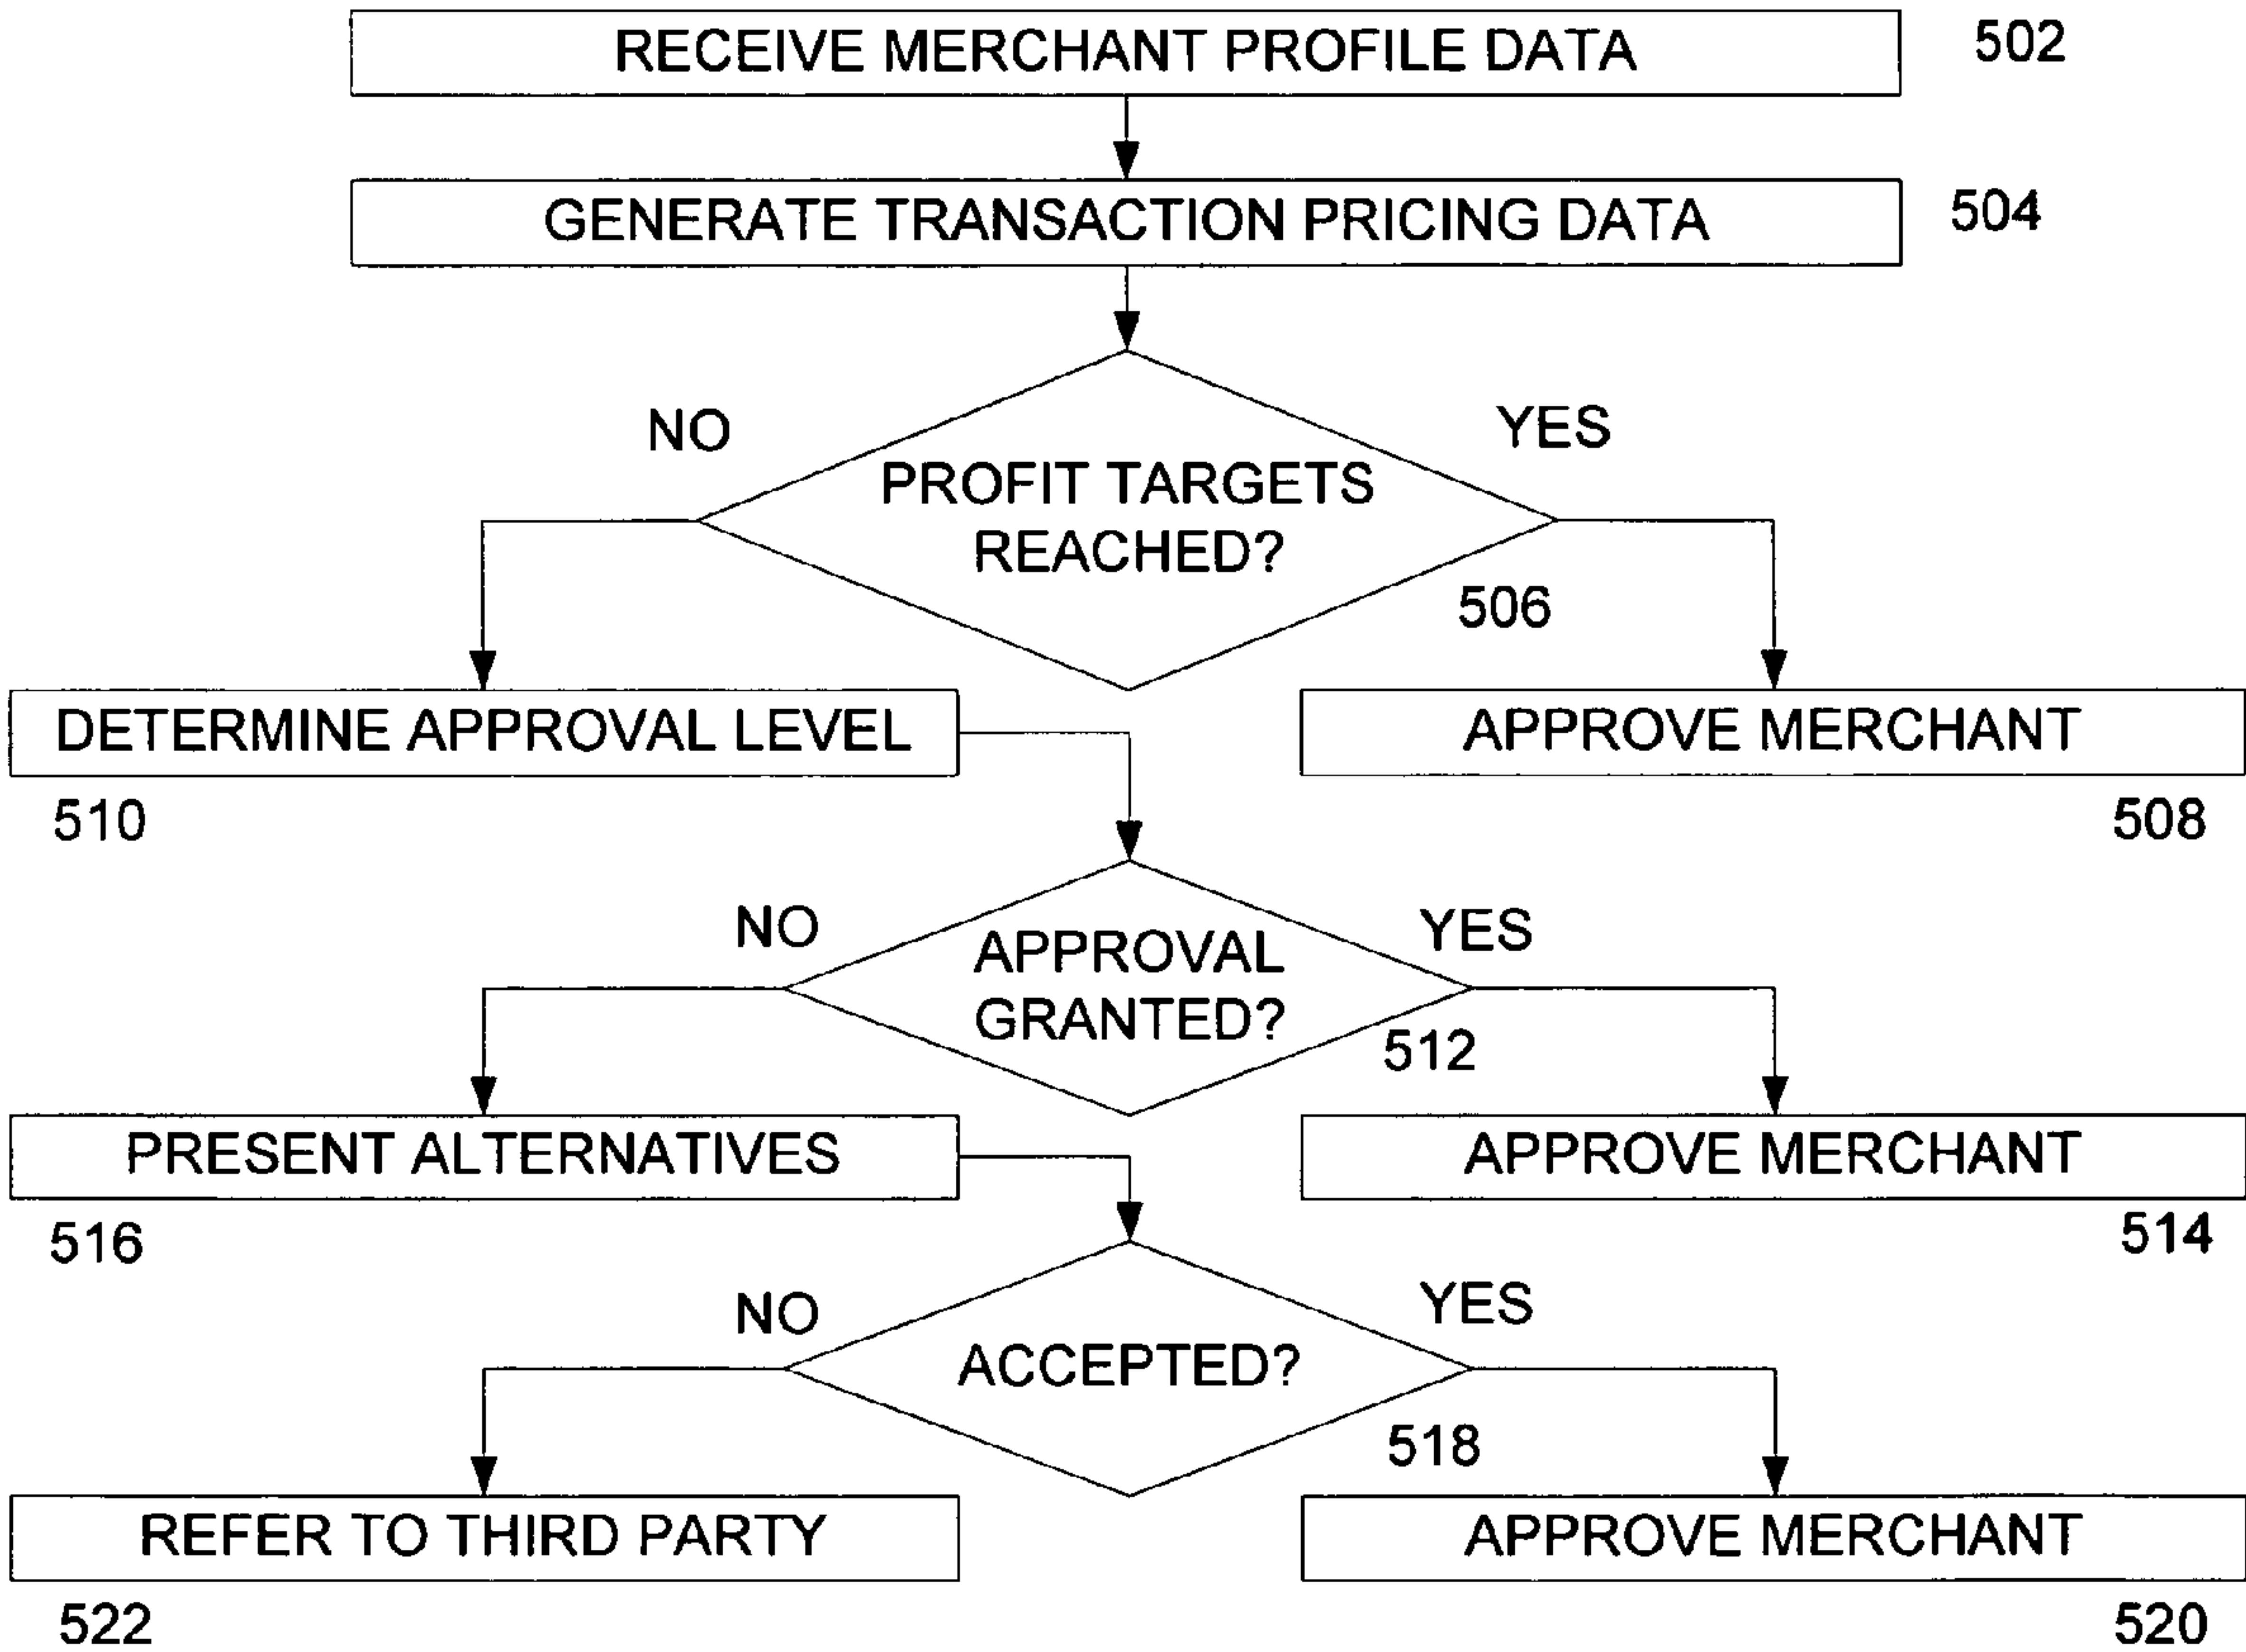 RECEIVE MERCHANT PROFILE DATA
502
GENERATE TRANSACTION PRICING DATA
504
NO
YES
PROFIT TARGETS
REACHED?
506
DETERMINE APPROVAL LEVEL
APPROVE MERCHANT
510
508
NO
YES
APPROVAL
GRANTED?
512
PRESENT ALTERNATIVES
APPROVE MERCHANT
516
514
NO
YES
ACCEPTED?
518
REFER TO THIRD PARTY
APPROVE MERCHANT
522
520